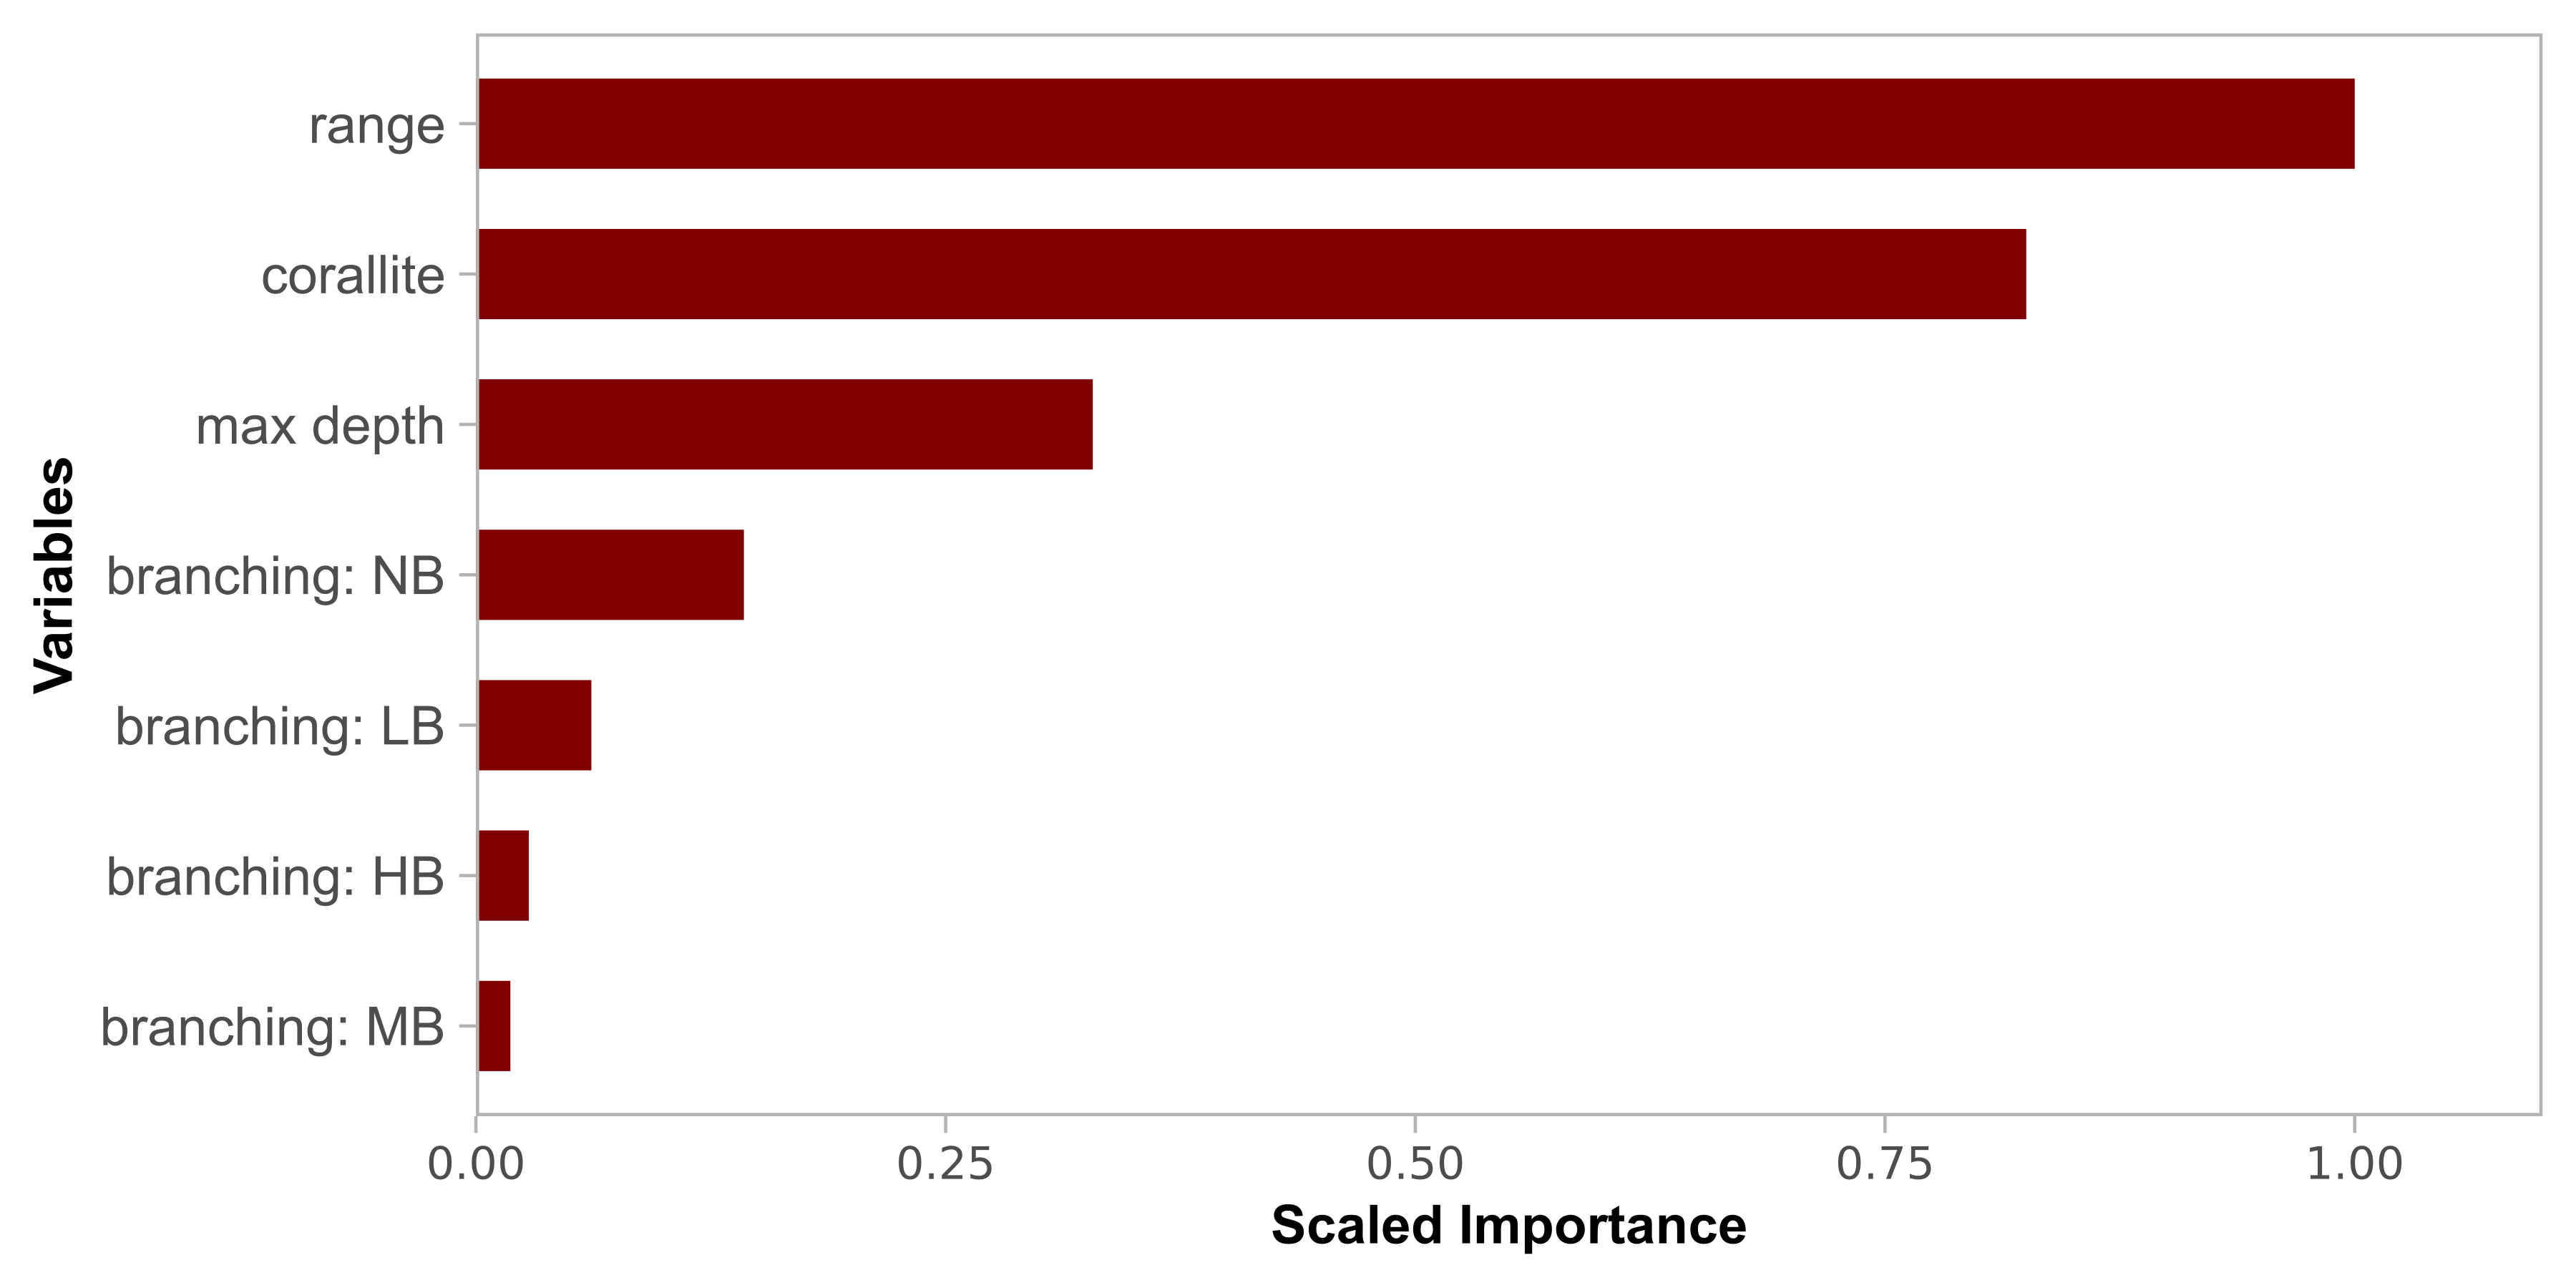 Variables
range
corallite
max depth
branching: NB
branching: LB
branching: HB
branching: MB
0.00 0.25 0.50 0.75 1.00
Scaled Importance